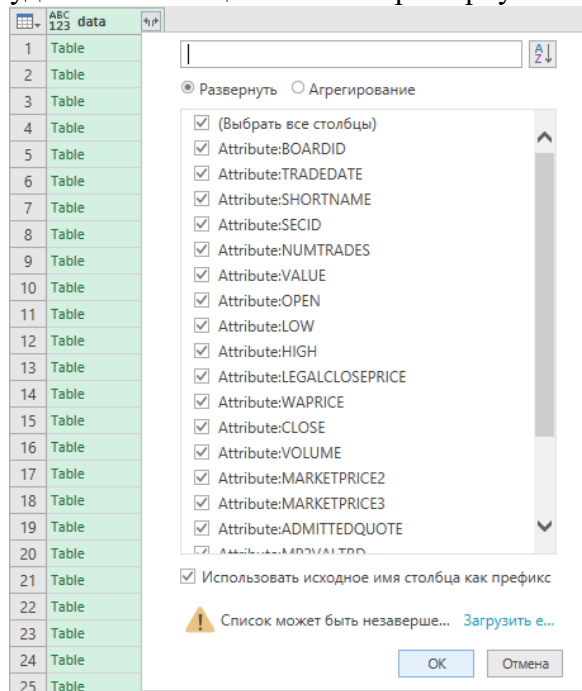 ABC 123 data
A Z
1 Table
2 Table
3 Table
4 Table
5 Table
6 Table
7 Table
8 Table
9 Table
10 Table
11 Table
12 Table
13 Table
14 Table
15 Table
16 Table
17 Table
18 Table
19 Table
20 Table
21 Table
22 Table
23 Table
24 Table
25 Table
Развернуть Агрегирование
(Выбрать все столбцы)
Attribute:BOARDID
Attribute:TRADEDATE
Attribute:SHORTNAME
Attribute:SECID
Attribute:NUMTRADES
Attribute:VALUE
Attribute:OPEN
Attribute:LOW
Attribute:HIGH
Attribute:LEGALCLOSEPRICE
Attribute:WAPRICE
Attribute:CLOSE
Attribute:VOLUME
Attribute:MARKETPRICE2
Attribute:MARKETPRICE3
Attribute:ADMITTEDQUOTE
Attribute:MP2VALTRD
Использовать исходное имя столбца как префикс
Список может быть незаверше... Загрузить е...
ОК Отмена